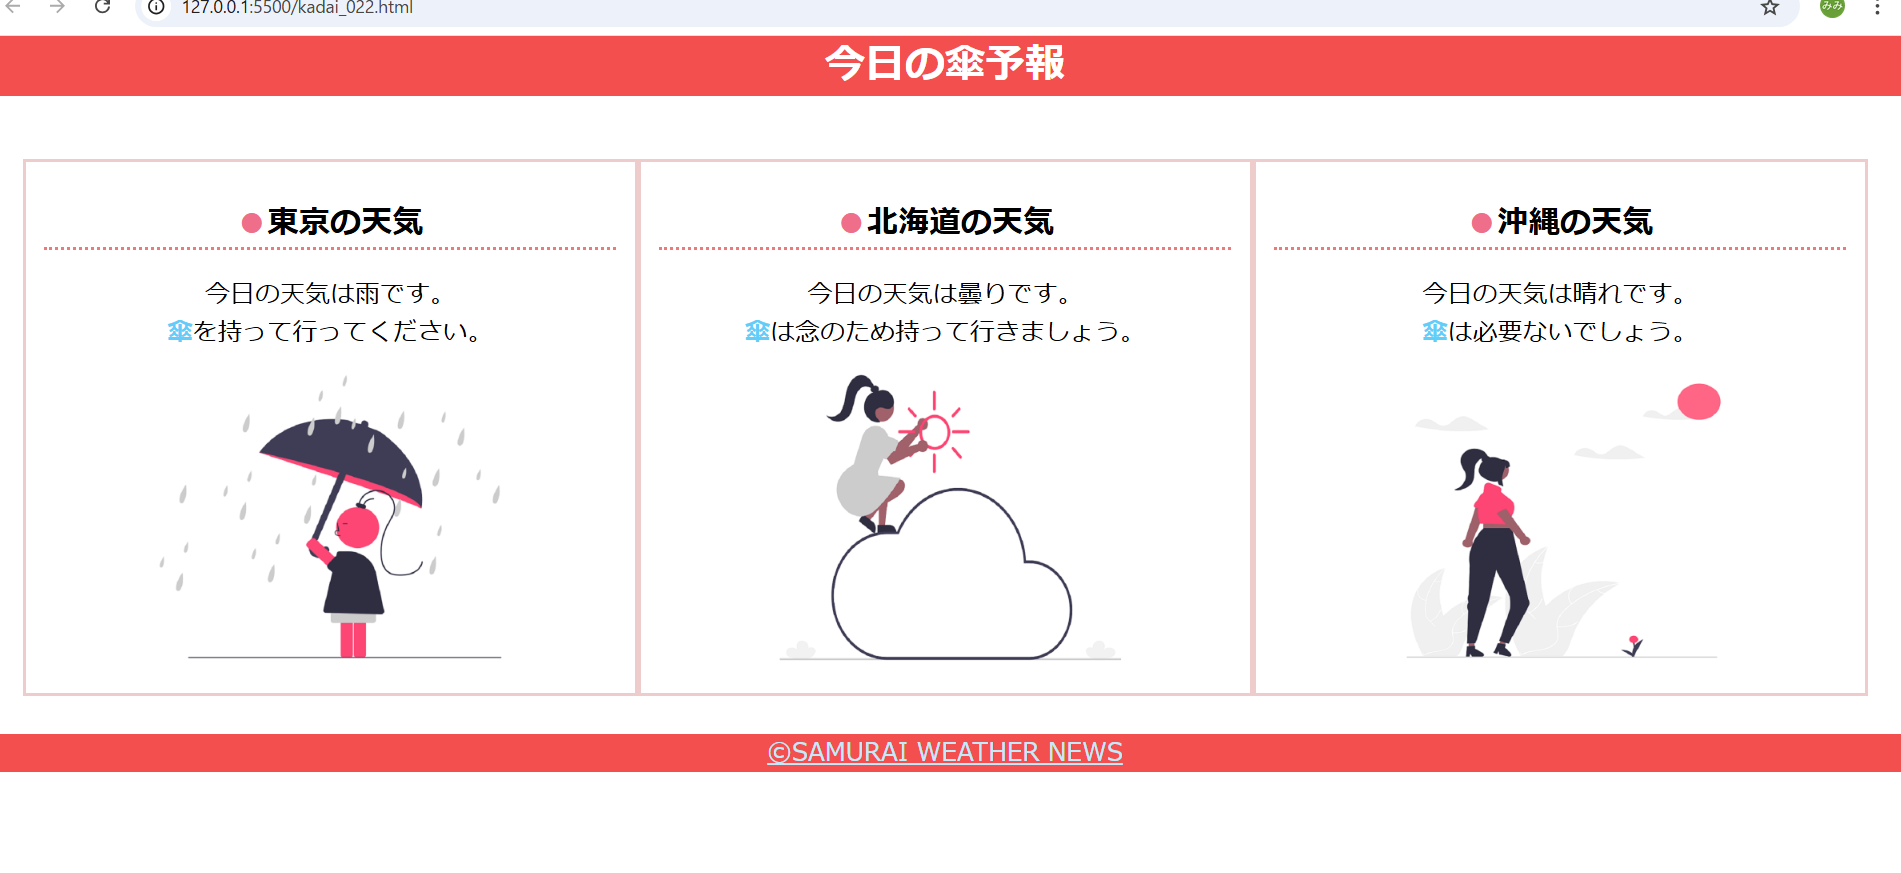 127.0.0.1:5500/kadai_022.html
みみ
今日の傘予報
東京の天気
今日の天気は雨です。
傘を持って行ってください。
北海道の天気
今日の天気は曇りです。
傘は念のため持って行きましょう。
沖縄の天気
今日の天気は晴れです。
傘は必要ないでしょう。
©SAMURAI WEATHER NEWS